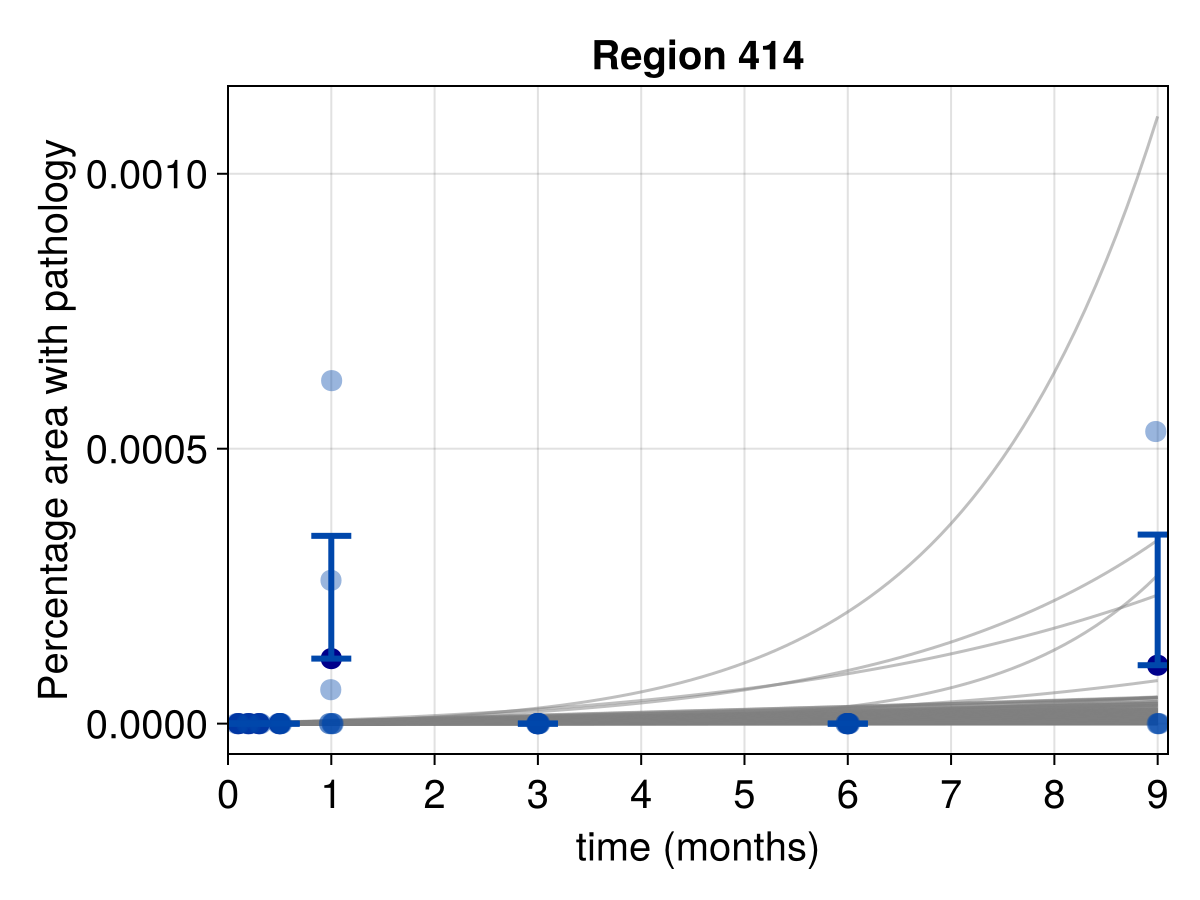 Region 414
Percentage area with pathology
0.0010
0.0005
0.0000
0 1 2 3 4 5 6 7 8 9
time (months)